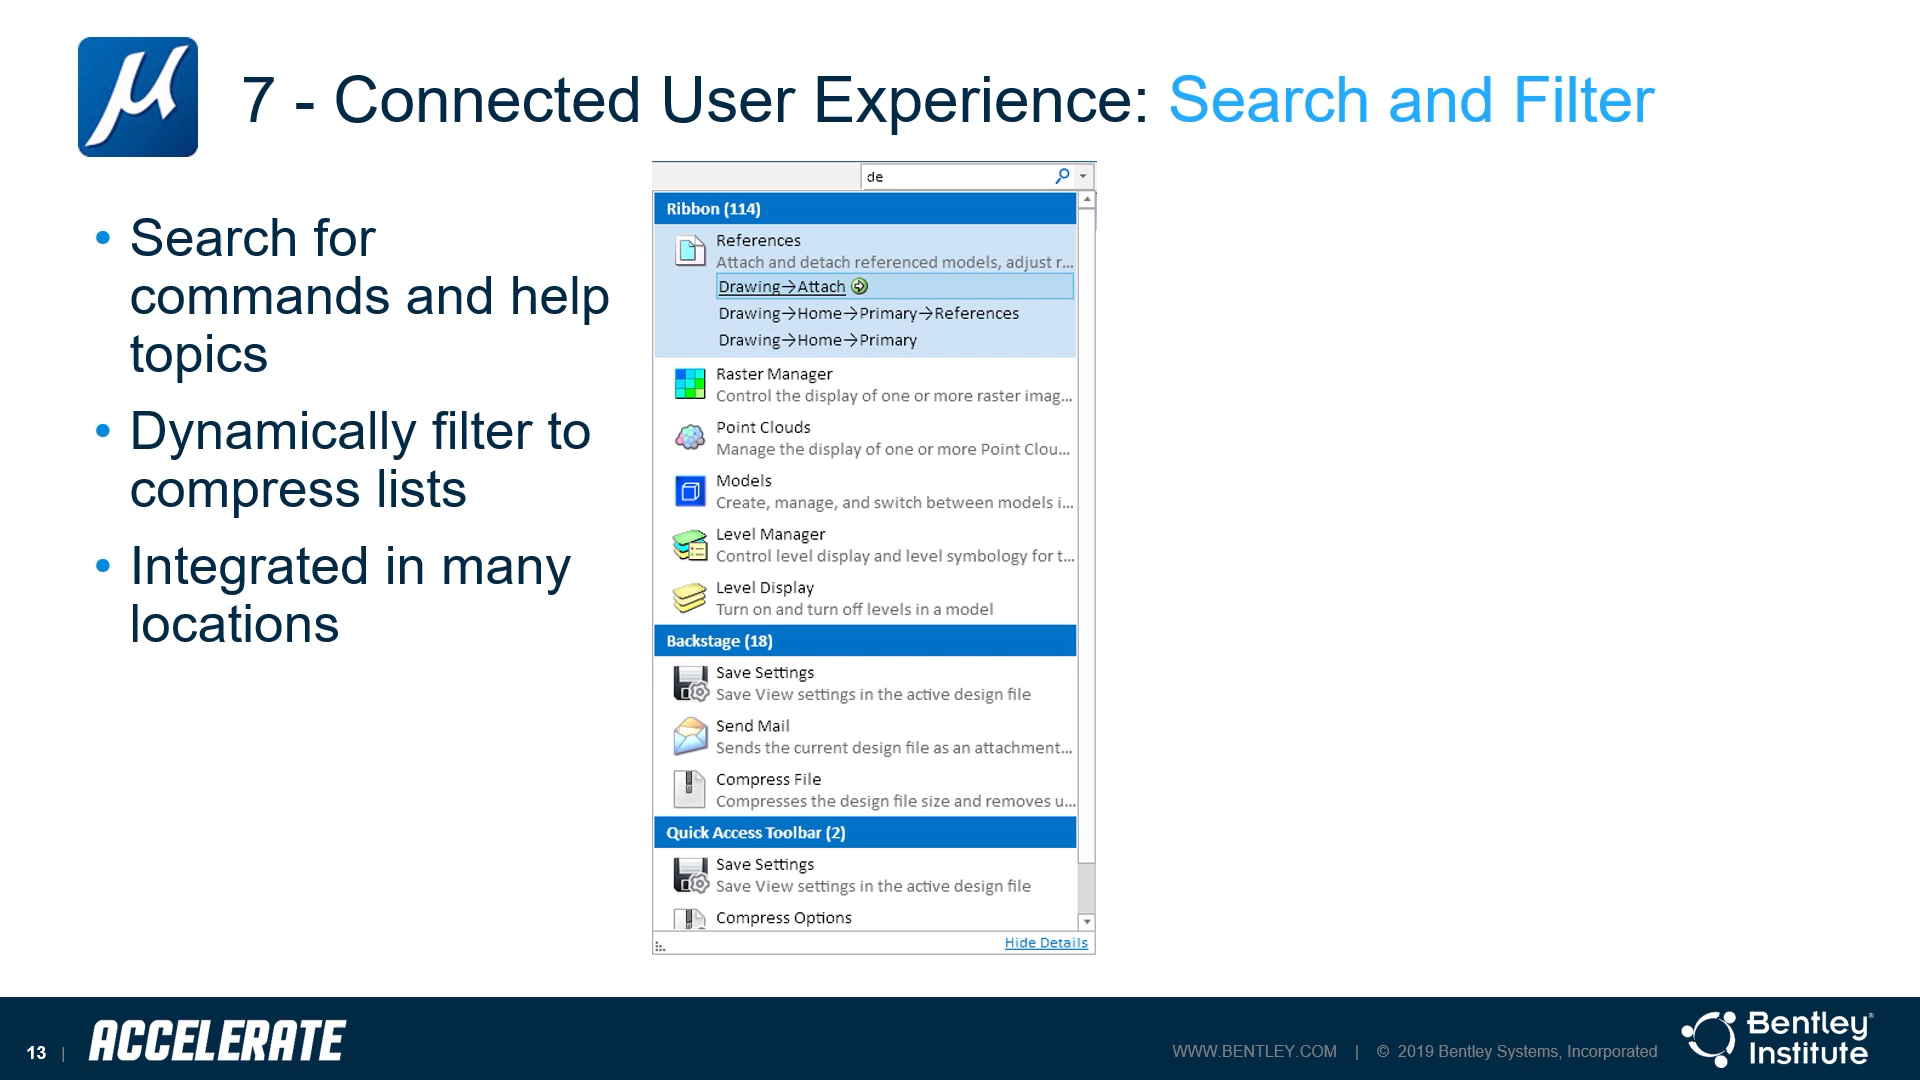 μ
7 - Connected User Experience: Search and Filter
• Search for
commands and help
topics
• Dynamically filter to
compress lists
• Integrated in many
locations
de
Ribbon (114)
References
Attach and detach referenced models, adjust r...
Drawing→Attach
Drawing→Home→Primary→References
Drawing→Home→Primary
Raster Manager
Control the display of one or more raster imag...
Point Clouds
Manage the display of one or more Point Clou...
Models
Create, manage, and switch between models i...
Level Manager
Control level display and level symbology for t...
Level Display
Turn on and turn off levels in a model
Backstage (18)
Save Settings
Save View settings in the active design file
Send Mail
Sends the current design file as an attachment...
Compress File
Compresses the design file size and removes u...
Quick Access Toolbar (2)
Save Settings
Save View settings in the active design file
Compress Options
Hide Details
13 |
ACCELERATE
WWW.BENTLEY.COM | © 2019 Bentley Systems, Incorporated
Bentley®
Institute